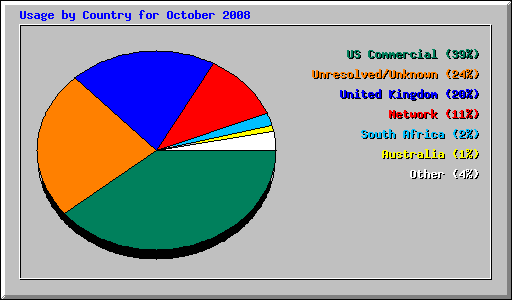 Usage by Country for October 2008
US Commercial (39%)
Unresolved/Unknown (24%)
United Kingdom (20%)
Network (11%)
South Africa (2%)
Australia (1%)
Other (4%)